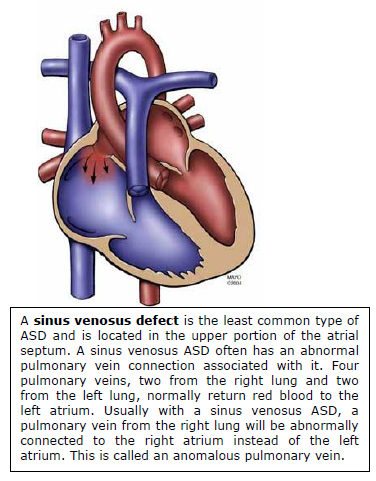 MAYO
©2001
A sinus venosus defect is the least common type of
ASD and is located in the upper portion of the atrial
septum. A sinus venosus ASD often has an abnormal
pulmonary vein connection associated with it. Four
pulmonary veins, two from the right lung and two
from the left lung, normally return red blood to the
left atrium. Usually with a sinus venosus ASD, a
pulmonary vein from the right lung will be abnormally
connected to the right atrium instead of the left
atrium. This is called an anomalous pulmonary vein.